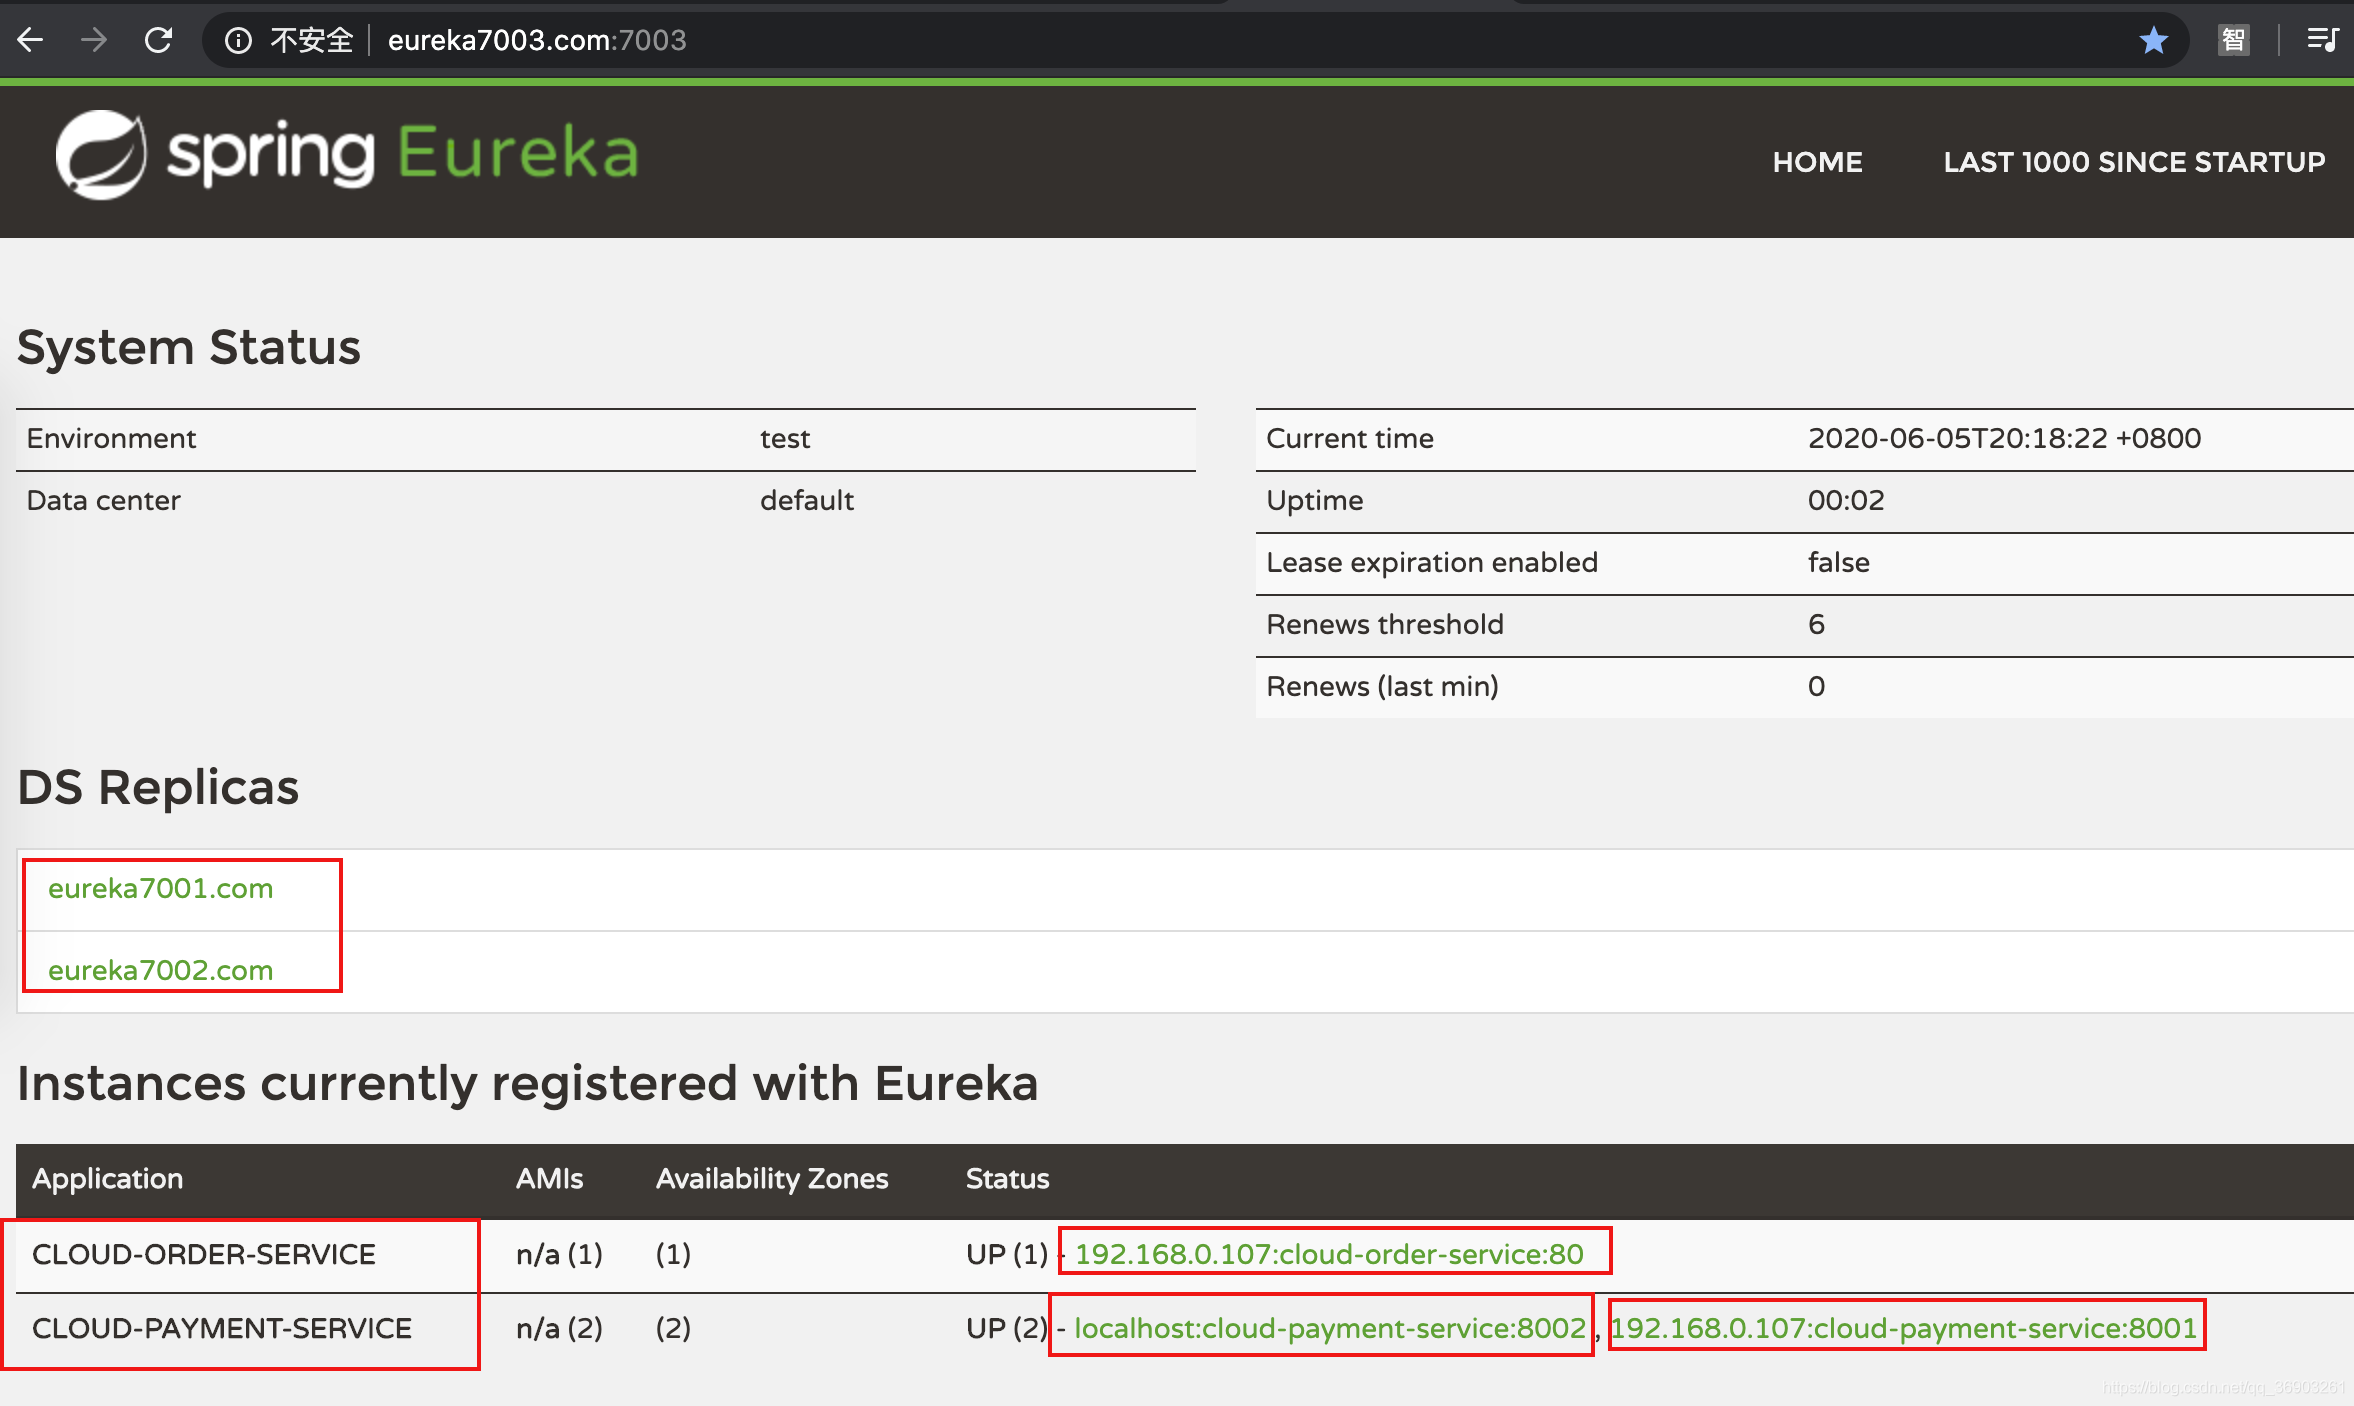 不安全 eureka7003.com:7003 智
spring Eureka HOME LAST 1000 SINCE STARTUP
System Status
Environment test
Data center default
Current time 2020-06-05T20:18:22 +0800
Uptime 00:02
Lease expiration enabled false
Renews threshold 6
Renews (last min) 0
DS Replicas
eureka7001.com
eureka7002.com
Instances currently registered with Eureka
Application AMIs Availability Zones Status
CLOUD-ORDER-SERVICE n/a (1) (1) UP (1) - 192.168.0.107:cloud-order-service:80
CLOUD-PAYMENT-SERVICE n/a (2) (2) UP (2) - localhost:cloud-payment-service:8002 , 192.168.0.107:cloud-payment-service:8001
https://blog.csdn.net/qq_36903261